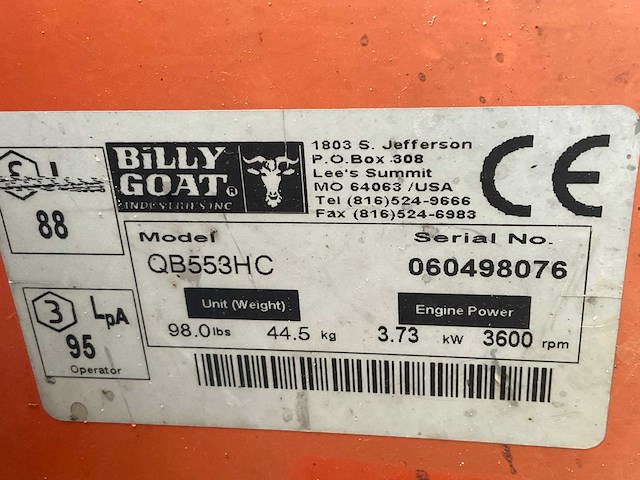 BILLY
GOAT®
INDUSTRIES INC
1803 S. Jefferson
P.O.Box 308
Lee's Summit
MO 64063 /USA
Tel (816)524-9666
Fax (816)524-6983
CE
88
Model
QB553HC
Serial No.
060498076
3 LpA
95
Operator
Unit (Weight)
98.0lbs 44.5 kg
Engine Power
3.73 kW 3600 rpm